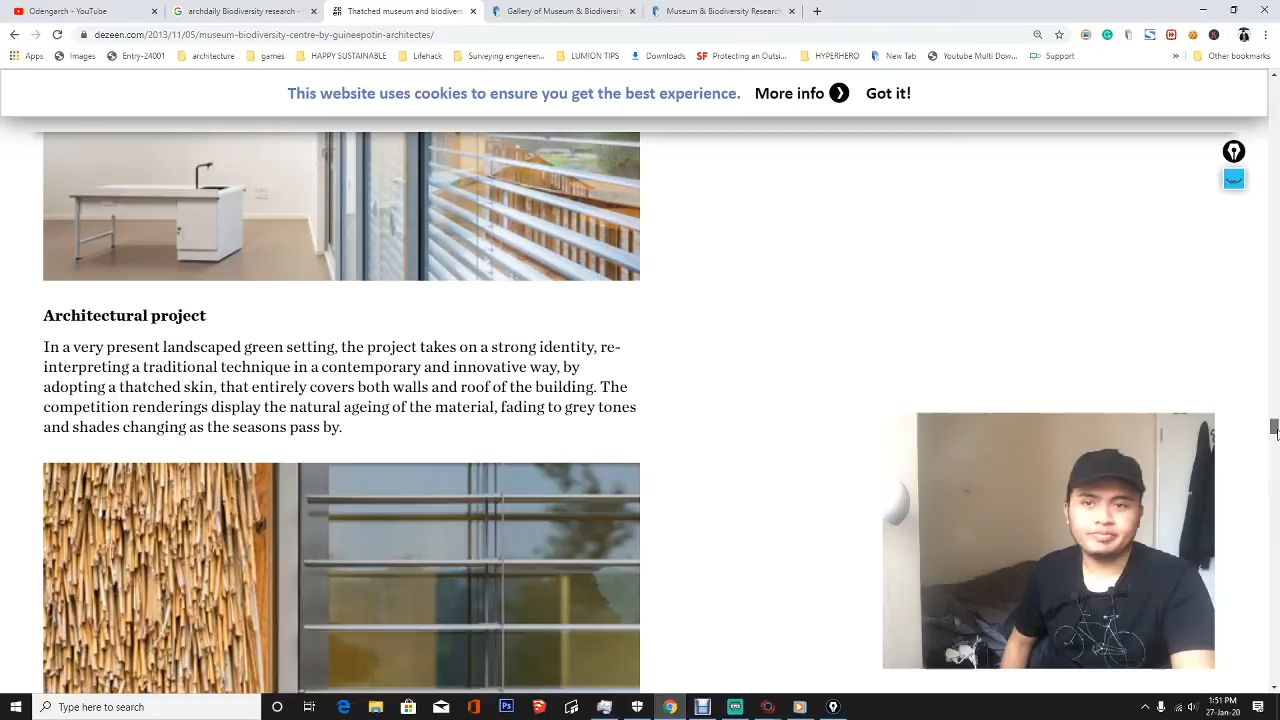 Odengarch - YouTube
archdaily Biodiversity research -
Thatched museum and biodivers
Gallery of Museum & Biodiversity
Museum & Biodiversity Research
dezeen.com/2013/11/05/museum-biodiversity-centre-by-guineepotin-architectes/
Apps Images Entry-24001 architecture games HAPPY SUSTAINABLE Lifehack Surveying engineer... LUMION TIPS Downloads Protecting an Outsi... HYPERHERO New Tab Youtube Multi Dow... Support » Other bookmarks
This website uses cookies to ensure you get the best experience. More info Got it!
Architectural project
In a very present landscaped green setting, the project takes on a strong identity, re-
interpreting a traditional technique in a contemporary and innovative way, by
adopting a thatched skin, that entirely covers both walls and roof of the building. The
competition renderings display the natural ageing of the material, fading to grey tones
and shades changing as the seasons pass by.
Type here to search
1:51 PM
27-Jan-20